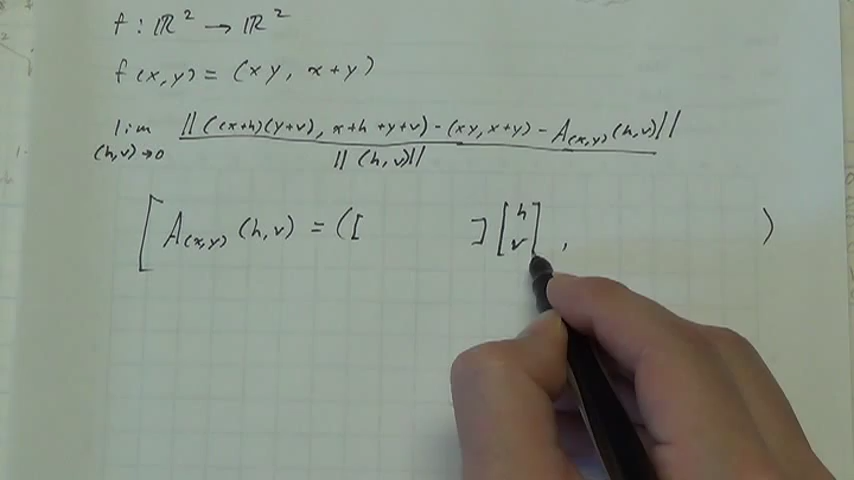 f : ℝ² → ℝ²
f(x,y) = (xy, x+y)
lim (h,v)→0 ||((x+h)(y+v), x+h+y+v) - (xy, x+y) - A(x,y)(h,v)|| / ||(h,v)||
[ A(x,y)(h,v) = ([ ] [h v], )